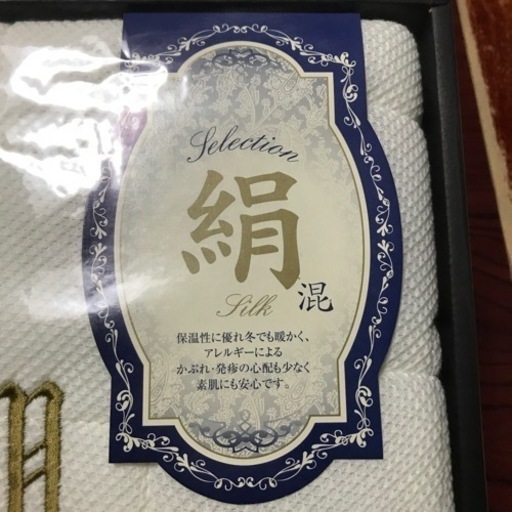 Selection
絹
Silk
混
保温性に優れ冬でも暖かく、
アレルギーによる
かぶれ・発疹の心配も少なく
素肌にも安心です。